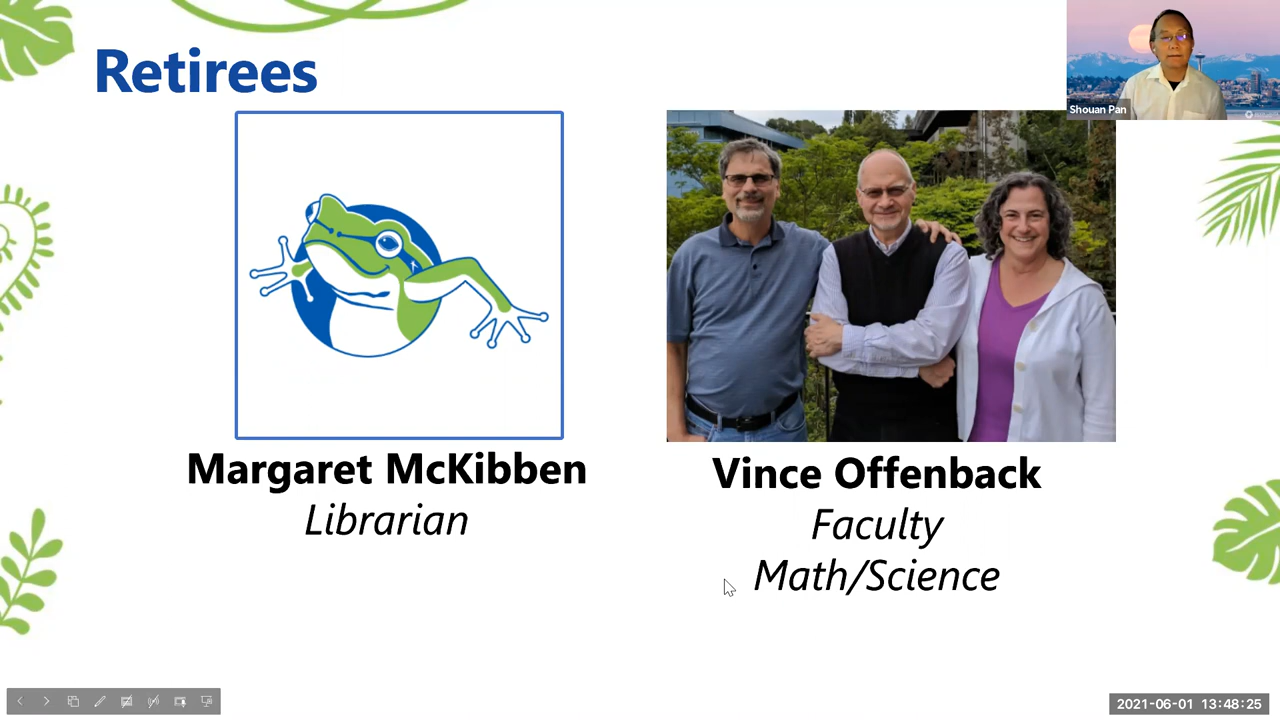 Retirees
Shouan Pan
Margaret McKibben
Librarian
Vince Offenback
Faculty
Math/Science
2021-06-01 13:48:25